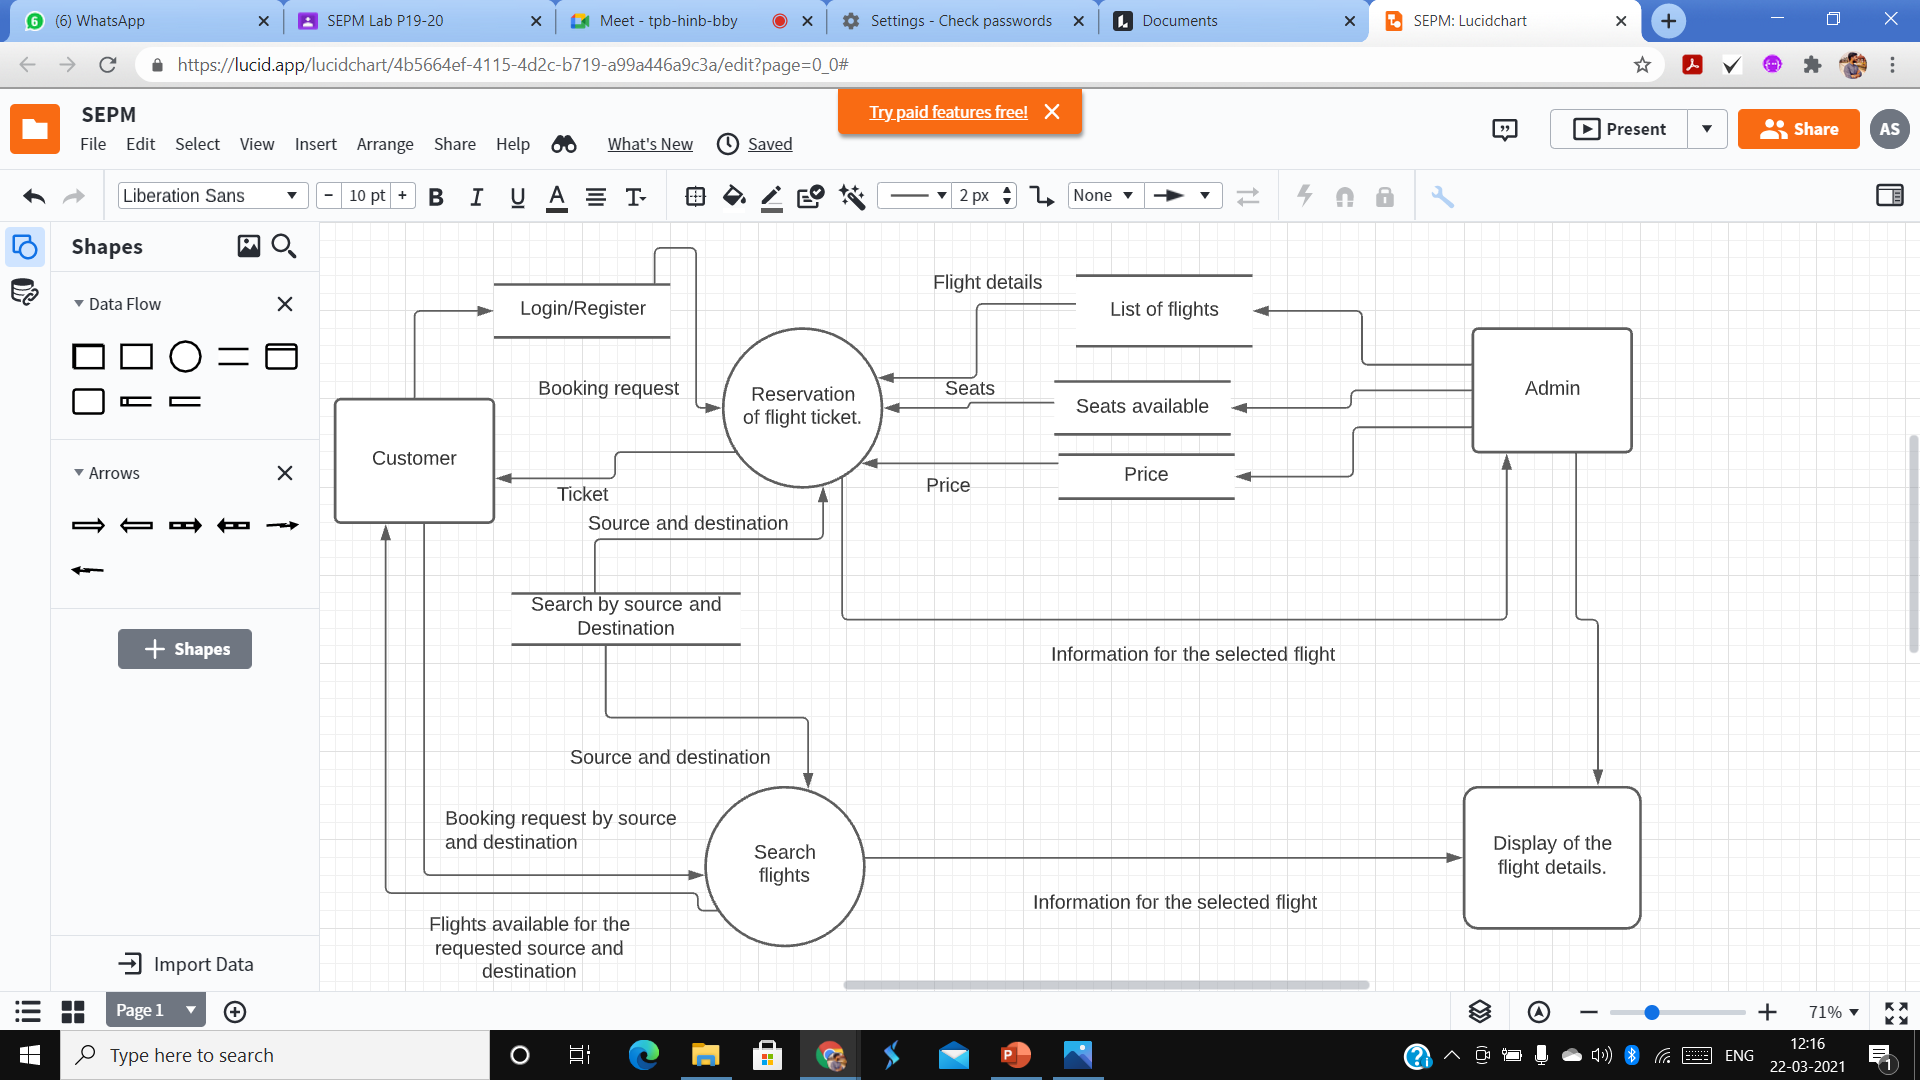 (6) WhatsApp
SEPM Lab P19-20
Meet - tpb-hinb-bby
Settings - Check passwords
Documents
SEPM: Lucidchart
https://lucid.app/lucidchart/4b5664ef-4115-4d2c-b719-a99a446a9c3a/edit?page=0_0#
SEPM
Try paid features free!
File Edit Select View Insert Arrange Share Help What's New Saved
Present
Share
AS
Liberation Sans
- 10 pt +
B I U A T
2 px
None
Shapes
Data Flow
Arrows
+ Shapes
Import Data
Login/Register
Flight details
List of flights
Booking request
Reservation
of flight ticket.
Seats
Seats available
Admin
Customer
Ticket
Price
Price
Source and destination
Search by source and
Destination
Information for the selected flight
Source and destination
Booking request by source
and destination
Search
flights
Display of the
flight details.
Information for the selected flight
Flights available for the
requested source and
destination
Page 1
71%
Type here to search
ENG
12:16
22-03-2021
1